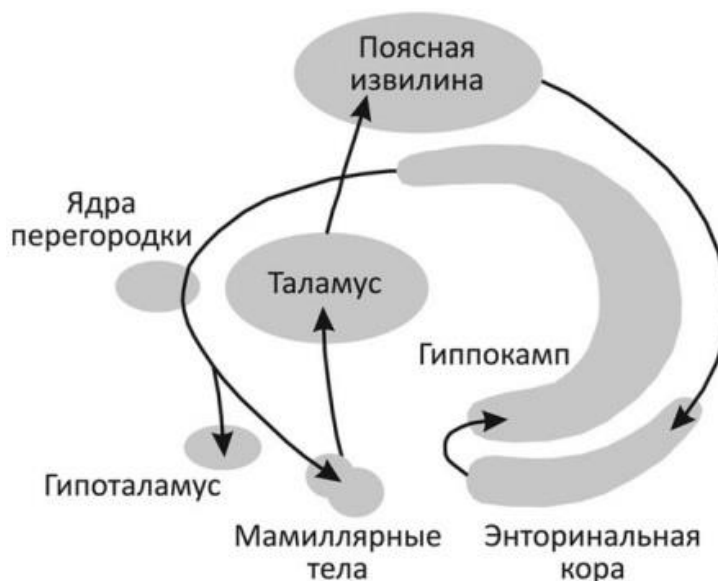 Поясная
извилина
Ядра
перегородки
Таламус
Гиппокамп
Гипоталамус
Мамиллярные
тела
Энторинальная
кора